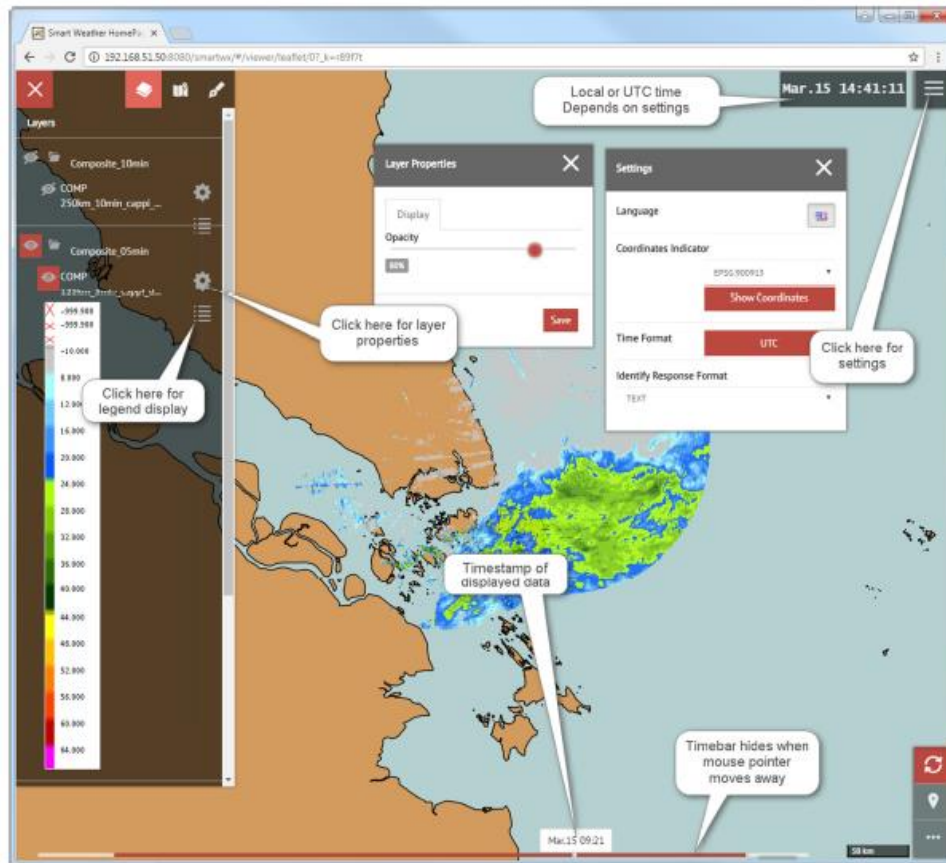 Smart Weather HomePa
192.168.51.50:8080/smartwx/#/viewer/leaflet/0?_k=r89f7t
Local or UTC time
Depends on settings
Mar.15 14:41:11
Layers
Composite_10min
COMP
250km_10min_cappi_...
Composite_05min
COMP
Layer Properties
Display
Opacity
80%
Save
Settings
Language
Coordinates Indicator
EPSG:900913
Show Coordinates
Time Format
UTC
Identify Response Format
TEXT
Click here for layer
properties
Click here for
settings
Click here for
legend display
-999.900
-999.900
-10.000
8.000
12.000
16.000
20.000
24.000
28.000
32.000
36.000
40.000
44.000
48.000
52.000
56.000
60.000
64.000
Timestamp of
displayed data
Timebar hides when
mouse pointer
moves away
Mar.15 09:21
50 km